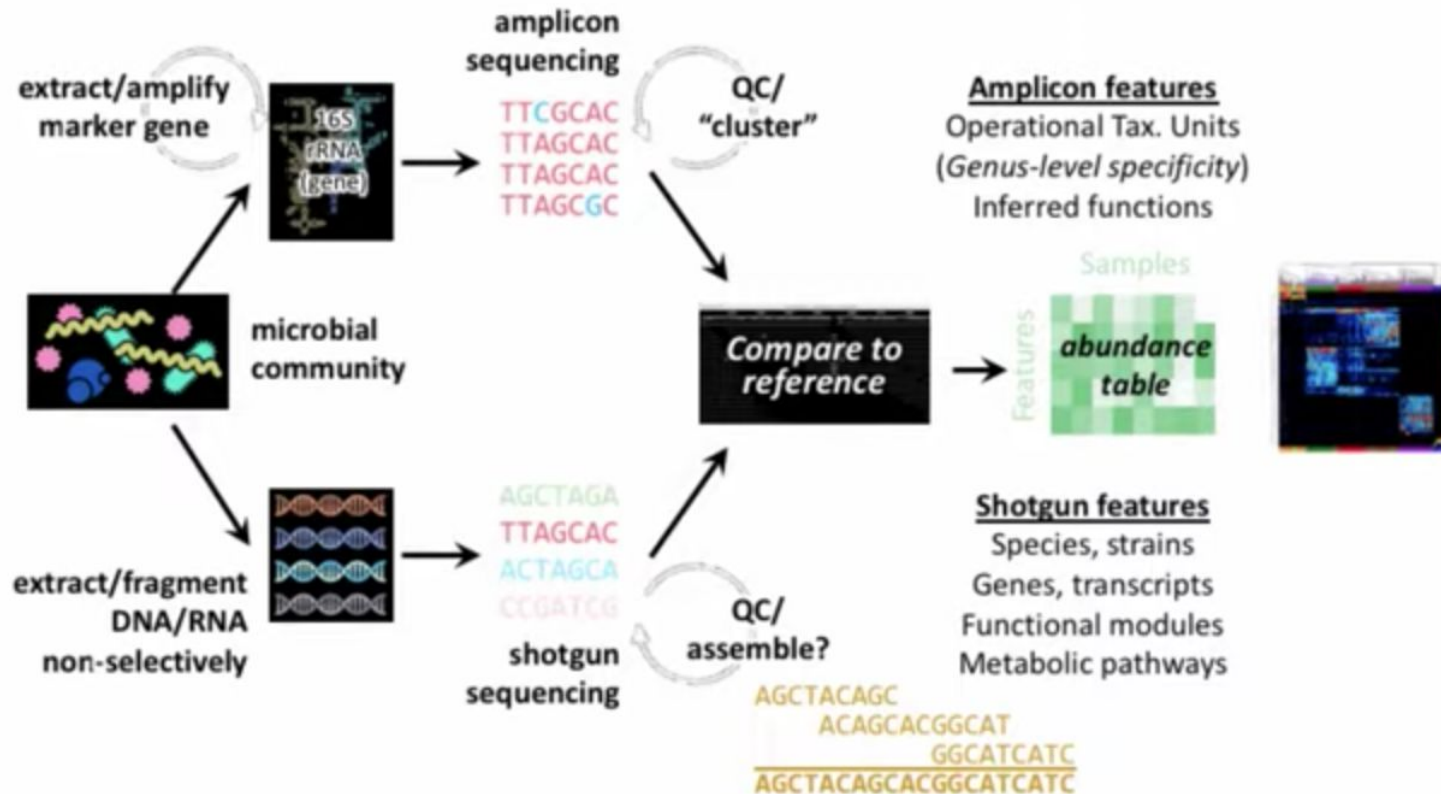 amplicon
sequencing
extract/amplify
marker gene
16S
rRNA
(gene)
TTCGCAC
TTAGCAC
TTAGCAC
TTAGCGC
QC/
“cluster”
Amplicon features
Operational Tax. Units
(Genus-level specificity)
Inferred functions
microbial
community
Compare to
reference
Samples
Features
abundance
table
extract/fragment
DNA/RNA
non-selectively
AGCTAGA
TTAGCAC
ACTAGCA
CCGATCG
shotgun
sequencing
QC/
assemble?
AGCTACAGC
ACAGCACGGCAT
GGCATCATC
AGCTACAGCACGGCATCATC
Shotgun features
Species, strains
Genes, transcripts
Functional modules
Metabolic pathways